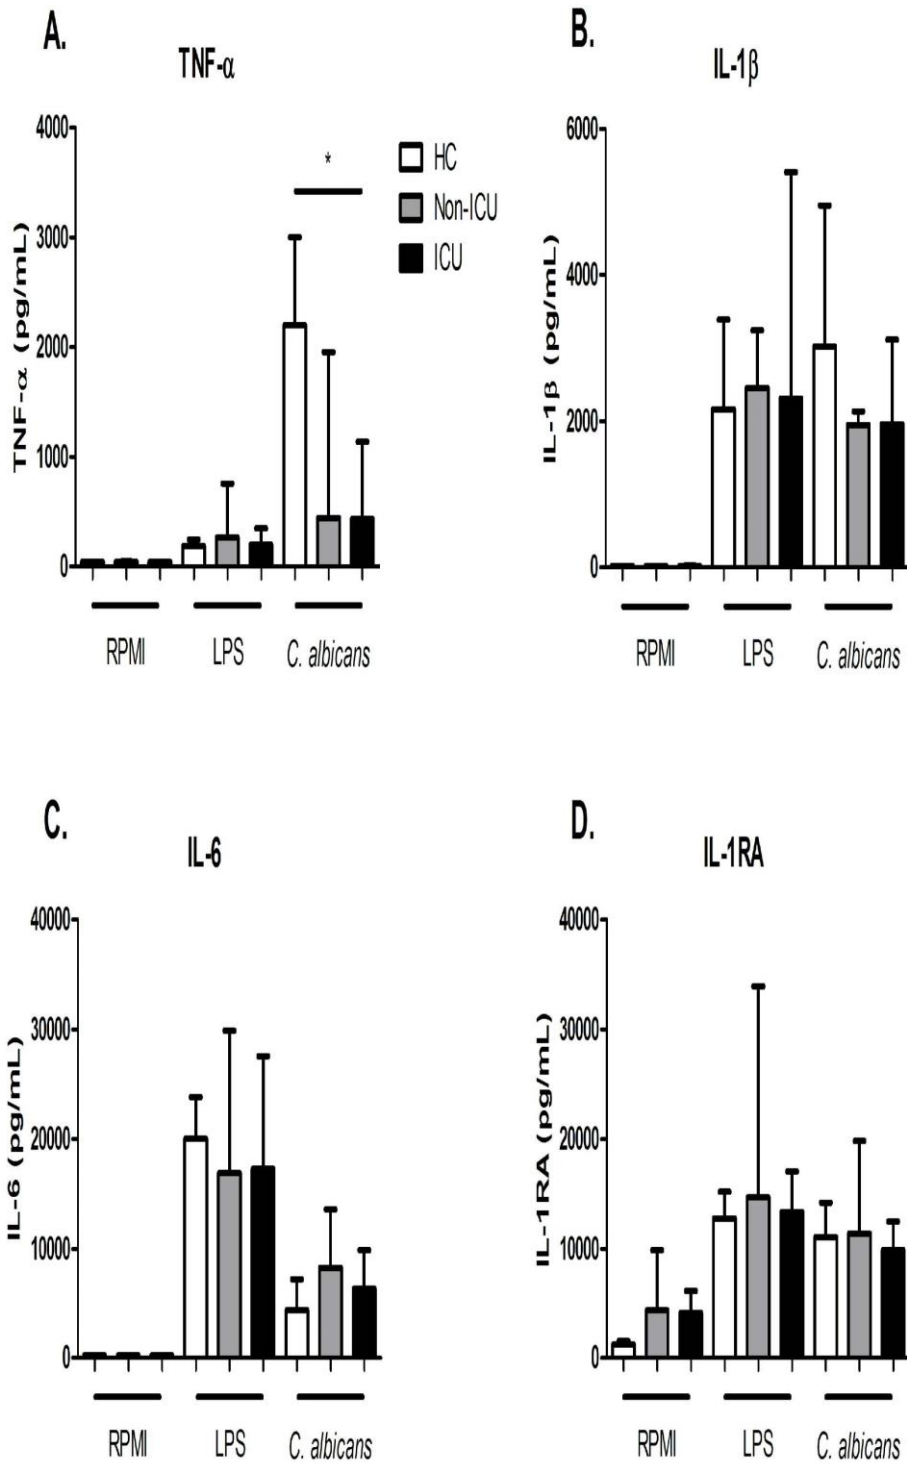 A.
TNF-α
TNF-α (pg/mL)
4000
3000
2000
1000
0
*
HC
Non-ICU
ICU
RPMI
LPS
C. albicans
B.
IL-1β
IL-1β (pg/mL)
6000
4000
2000
0
RPMI
LPS
C. albicans
C.
IL-6
IL-6 (pg/mL)
40000
30000
20000
10000
0
RPMI
LPS
C. albicans
D.
IL-1RA
IL-1RA (pg/mL)
40000
30000
20000
10000
0
RPMI
LPS
C. albicans